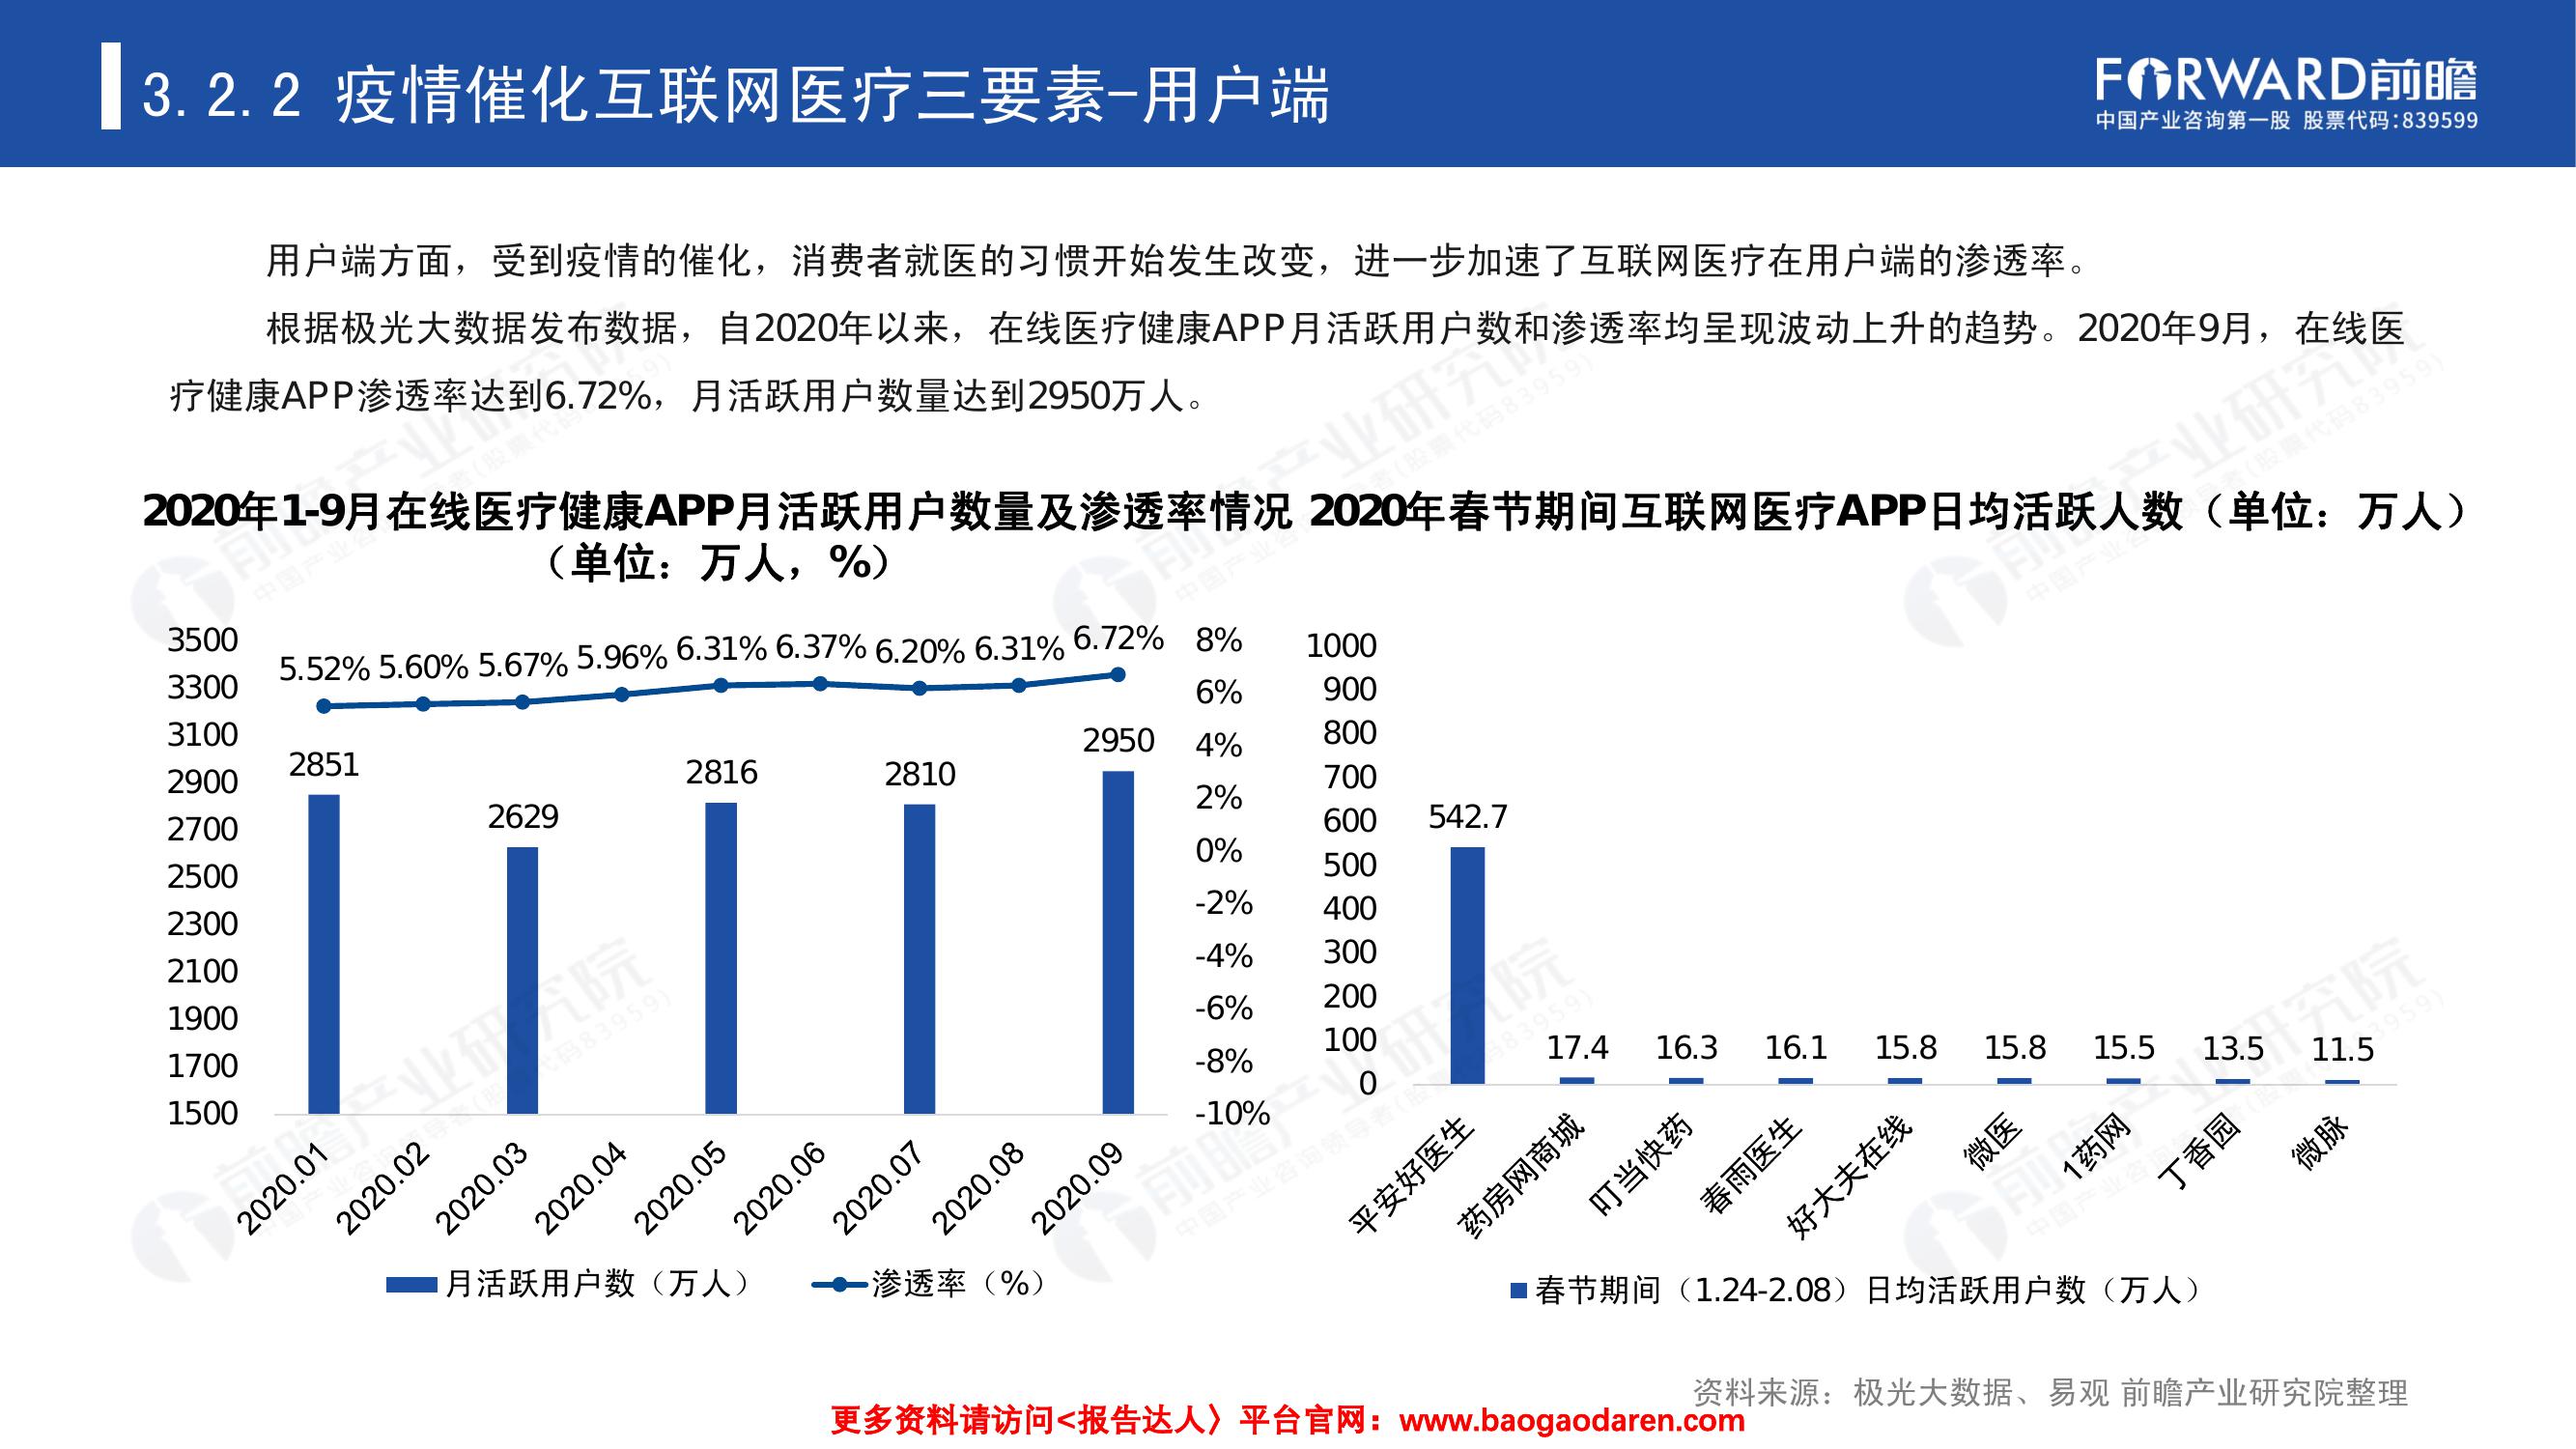 3.2.2 疫情催化互联网医疗三要素-用户端
FORWARD前瞻
中国产业咨询第一股 股票代码:839599
用户端方面，受到疫情的催化，消费者就医的习惯开始发生改变，进一步加速了互联网医疗在用户端的渗透率。
根据极光大数据发布数据，自2020年以来，在线医疗健康APP月活跃用户数和渗透率均呈现波动上升的趋势。2020年9月，在线医
疗健康APP渗透率达到6.72%，月活跃用户数量达到2950万人。
2020年1-9月在线医疗健康APP月活跃用户数量及渗透率情况
（单位：万人，%）
3500
3300
3100
2900
2700
2500
2300
2100
1900
1700
1500
5.52% 5.60% 5.67% 5.96% 6.31% 6.37% 6.20% 6.31% 6.72%
2851
2629
2816
2810
2950
8%
6%
4%
2%
0%
-2%
-4%
-6%
-8%
-10%
2020.01
2020.02
2020.03
2020.04
2020.05
2020.06
2020.07
2020.08
2020.09
月活跃用户数（万人）
渗透率（%）
2020年春节期间互联网医疗APP日均活跃人数（单位：万人）
1000
900
800
700
600
500
400
300
200
100
0
542.7
17.4
16.3
16.1
15.8
15.8
15.5
13.5
11.5
平安好医生
药房网商城
叮当快药
春雨医生
好大夫在线
微医
1药网
丁香园
微脉
春节期间（1.24-2.08）日均活跃用户数（万人）
资料来源：极光大数据、易观 前瞻产业研究院整理
更多资料请访问<报告达人〉平台官网：www.baogaodaren.com